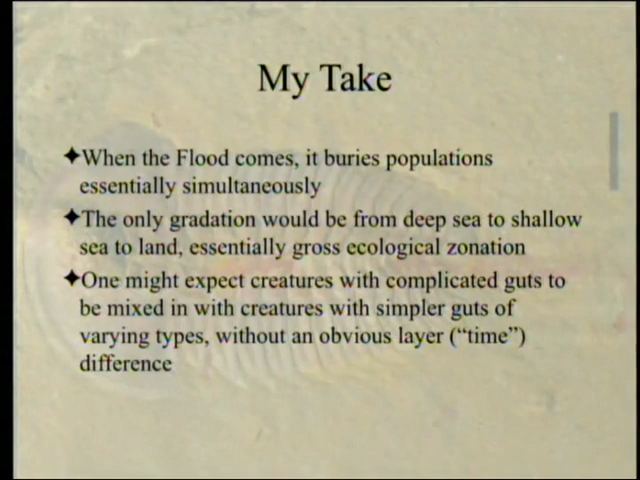 My Take
✦When the Flood comes, it buries populations
essentially simultaneously
✦The only gradation would be from deep sea to shallow
sea to land, essentially gross ecological zonation
✦One might expect creatures with complicated guts to
be mixed in with creatures with simpler guts of
varying types, without an obvious layer (“time”)
difference